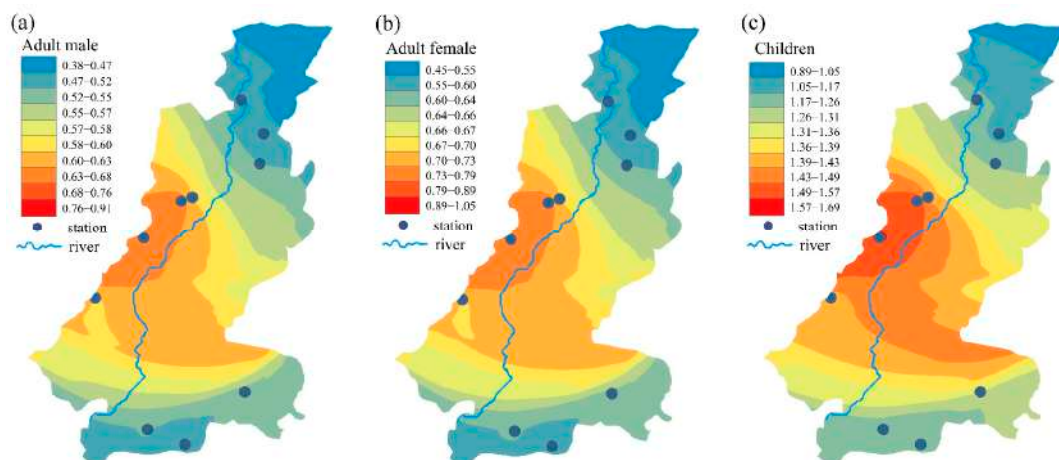 (a)
Adult male
0.38−0.47
0.47−0.52
0.52−0.55
0.55−0.57
0.57−0.58
0.58−0.60
0.60−0.63
0.63−0.68
0.68−0.76
0.76−0.91
station
river
(b)
Adult female
0.45−0.55
0.55−0.60
0.60−0.64
0.64−0.66
0.66−0.67
0.67−0.70
0.70−0.73
0.73−0.79
0.79−0.89
0.89−1.05
station
river
(c)
Children
0.89−1.05
1.05−1.17
1.17−1.26
1.26−1.31
1.31−1.36
1.36−1.39
1.39−1.43
1.43−1.49
1.49−1.57
1.57−1.69
station
river